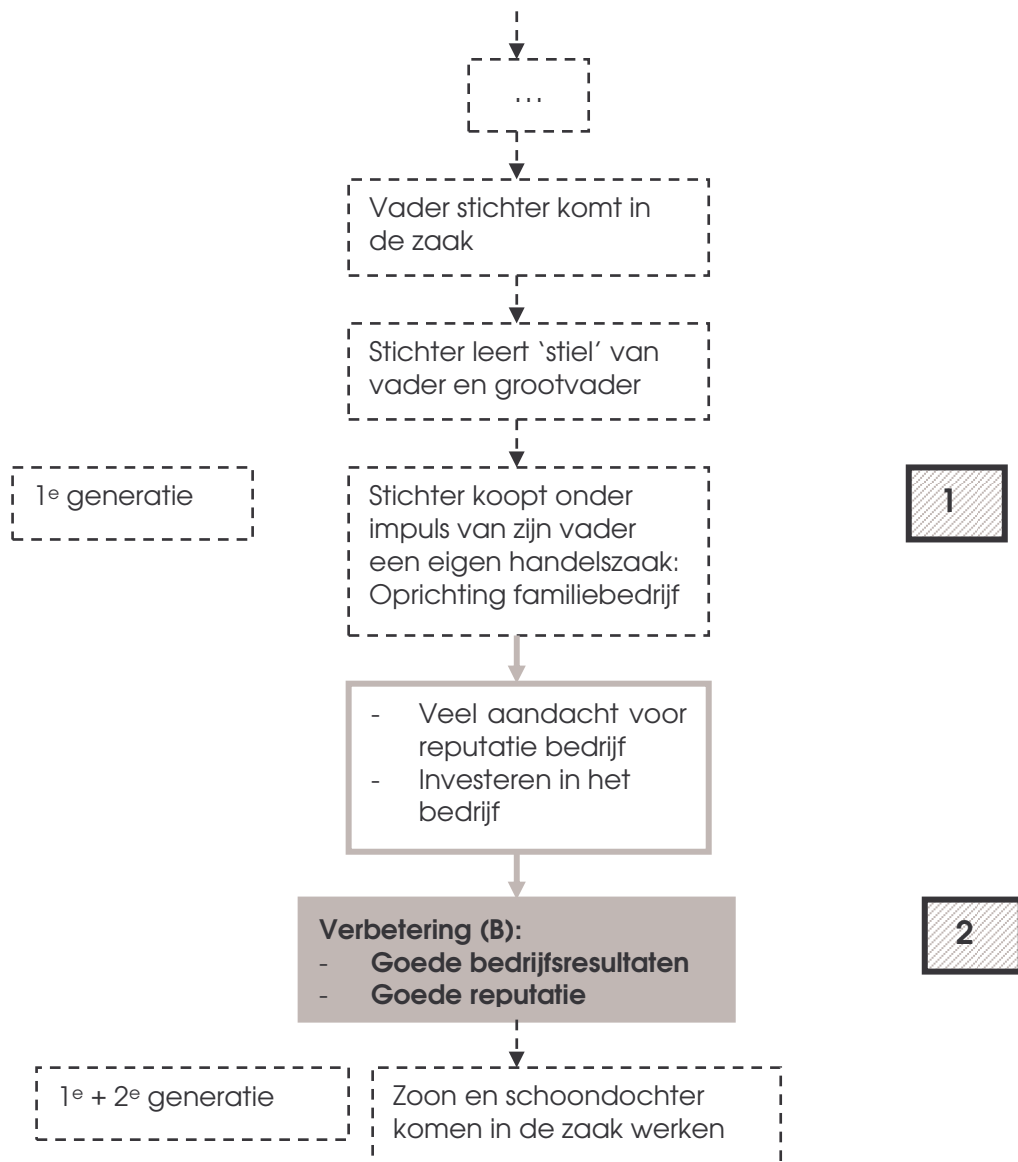 ...
Vader stichter komt in
de zaak
Stichter leert ‘stiel’ van
vader en grootvader
1e generatie
Stichter koopt onder
impuls van zijn vader
een eigen handelszaak:
Oprichting familiebedrijf
1
- Veel aandacht voor
reputatie bedrijf
- Investeren in het
bedrijf
Verbetering (B):
- Goede bedrijfsresultaten
- Goede reputatie
2
1e + 2e generatie
Zoon en schoondochter
komen in de zaak werken